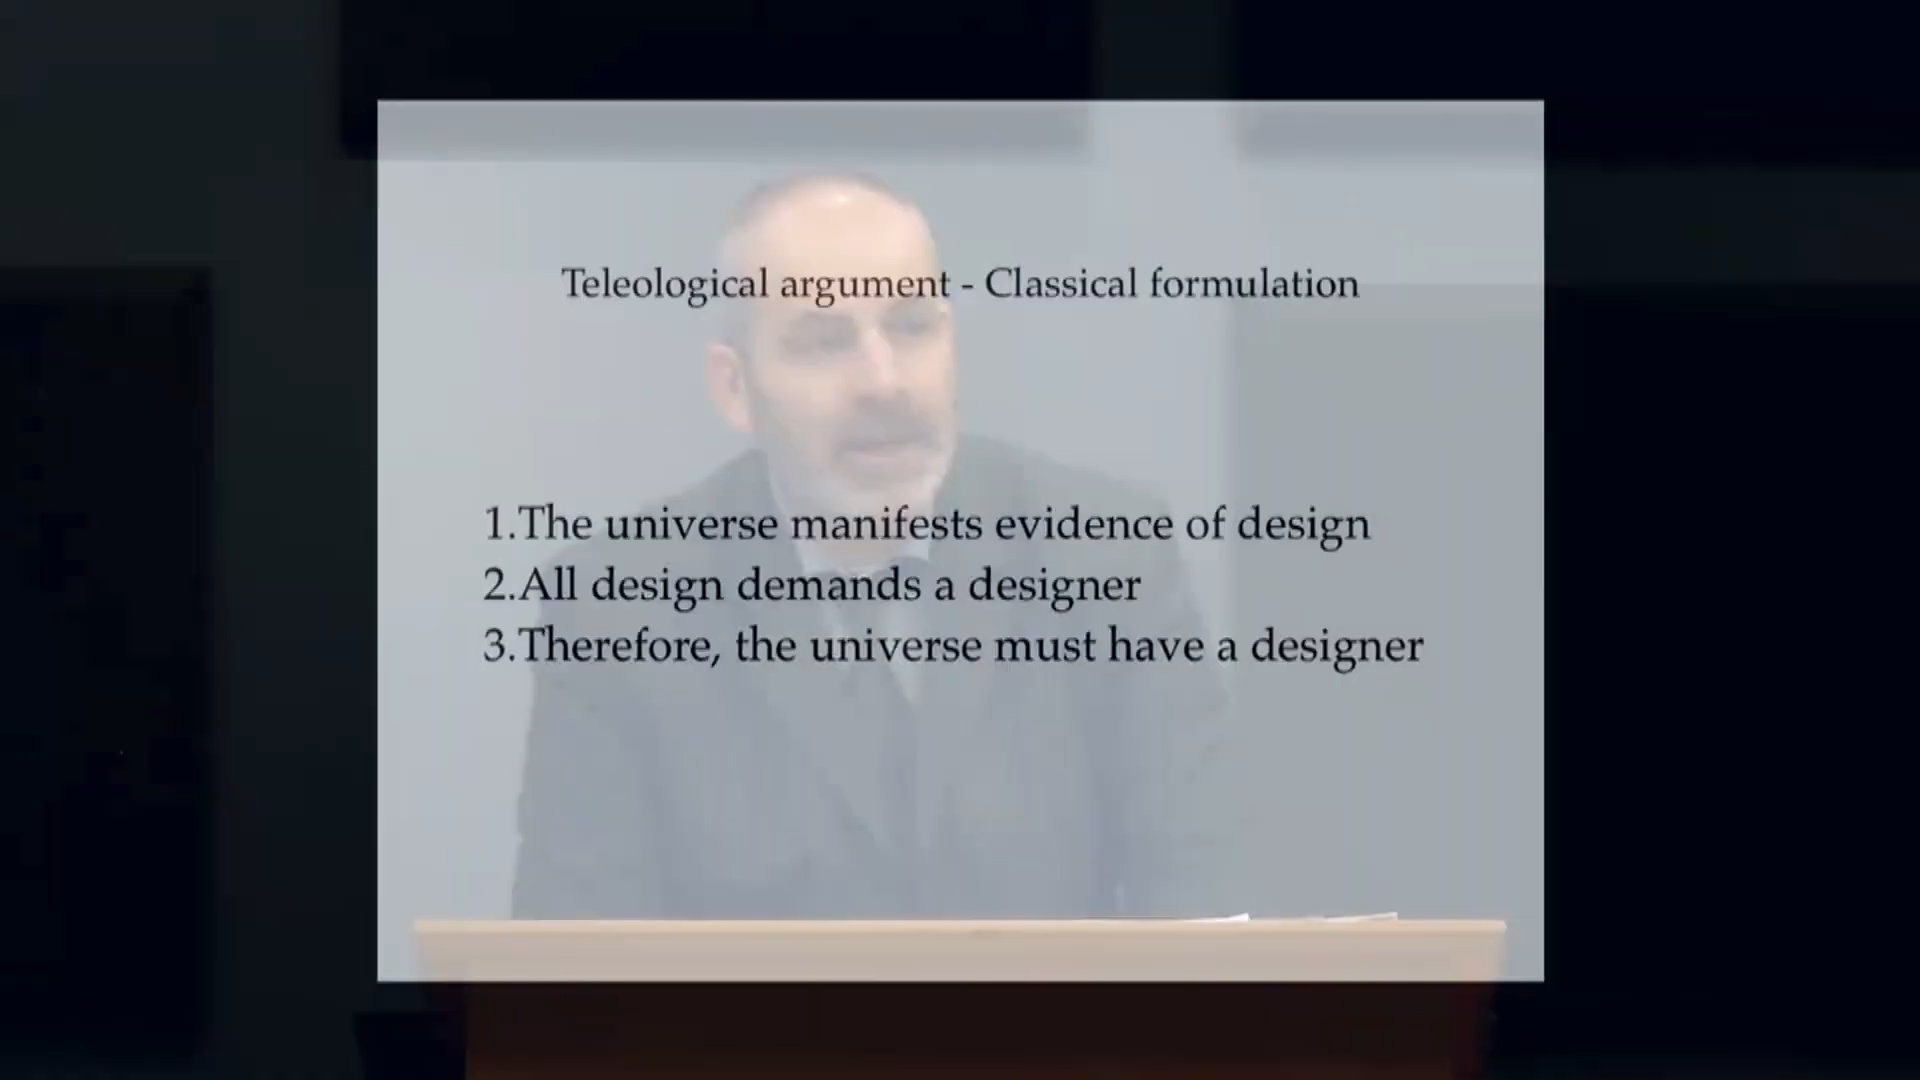 Teleological argument - Classical formulation
1.The universe manifests evidence of design
2.All design demands a designer
3.Therefore, the universe must have a designer